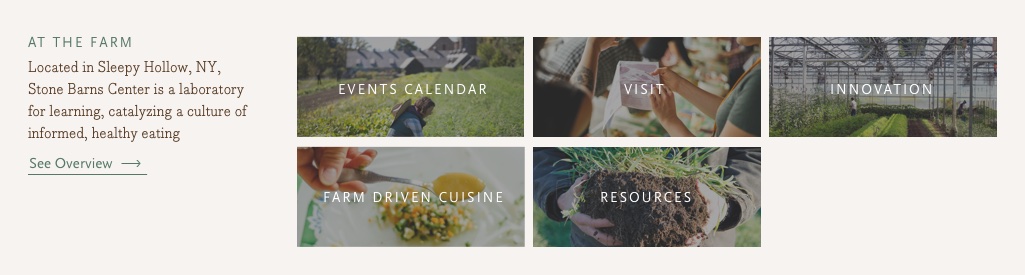 AT THE FARM
Located in Sleepy Hollow, NY,
Stone Barns Center is a laboratory
for learning, catalyzing a culture of
informed, healthy eating
See Overview ⟶
EVENTS CALENDAR
VISIT
INNOVATION
FARM DRIVEN CUISINE
RESOURCES